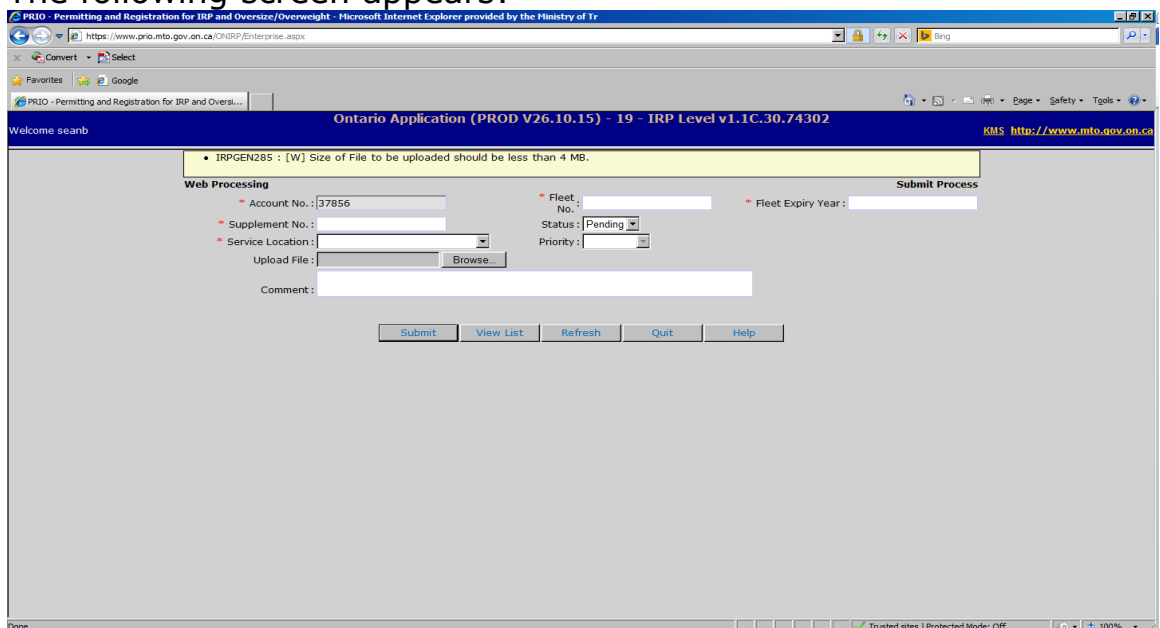 The following screen appears:
PRIO - Permitting and Registration for IRP and Oversize/Overweight - Microsoft Internet Explorer provided by the Ministry of Tr
https://www.prio.mto.gov.on.ca/ONIRP/Enterprise.aspx
Bing
x Convert Select
Favorites Google
PRIO - Permitting and Registration for IRP and Oversi...
Page Safety Tools
Ontario Application (PROD V26.10.15) - 19 - IRP Level v1.1C.30.74302
Welcome seanb
KMS http://www.mto.gov.on.ca
• IRPGEN285 : [W] Size of File to be uploaded should be less than 4 MB.
Web Processing Submit Process
* Account No. : 37856 * Fleet No. : * Fleet Expiry Year :
* Supplement No. : Status : Pending
* Service Location : Priority :
Upload File : Browse...
Comment :
Submit View List Refresh Quit Help
Done Trusted sites | Protected Mode: Off 100%